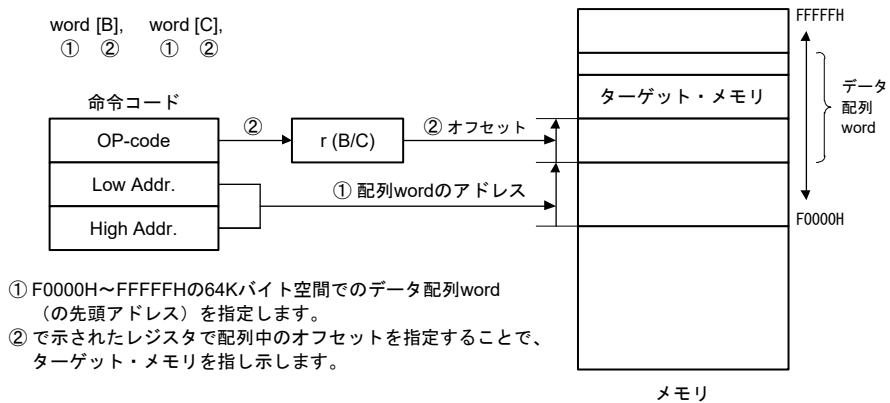 word [B], word [C],
① ② ① ②
命令コード
OP-code
Low Addr.
High Addr.
②
r (B/C)
② オフセット
① 配列wordのアドレス
FFFFFH
ターゲット・メモリ
データ
配列
word
F0000H
メモリ
① F0000H～FFFFFHの64Kバイト空間でのデータ配列word
（の先頭アドレス）を指定します。
② で示されたレジスタで配列中のオフセットを指定することで、
ターゲット・メモリを指し示します。